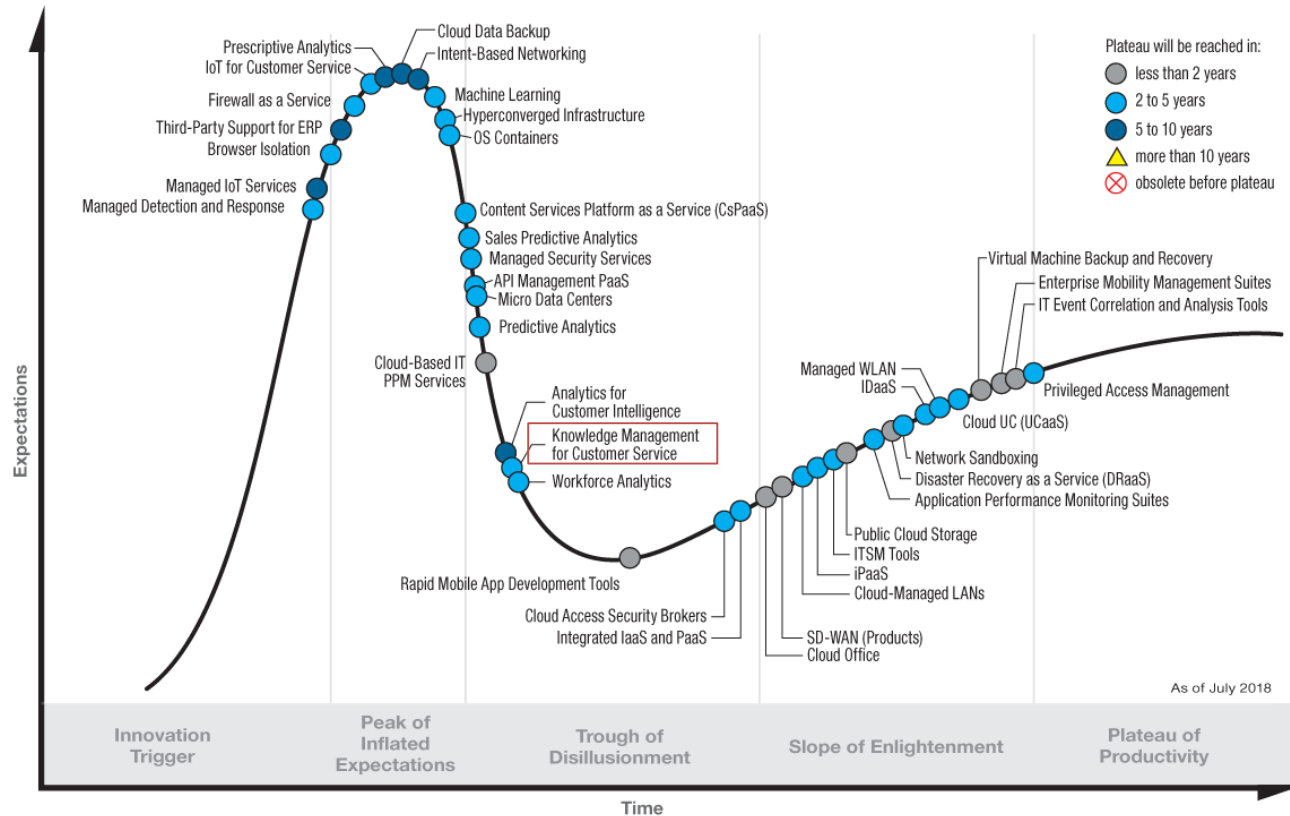 Cloud Data Backup
Prescriptive Analytics
Intent-Based Networking
IoT for Customer Service
Machine Learning
Firewall as a Service
Hyperconverged Infrastructure
Third-Party Support for ERP
OS Containers
Browser Isolation
Managed IoT Services
Managed Detection and Response
Plateau will be reached in:
less than 2 years
2 to 5 years
5 to 10 years
more than 10 years
obsolete before plateau
Content Services Platform as a Service (CsPaaS)
Sales Predictive Analytics
Managed Security Services
API Management PaaS
Micro Data Centers
Predictive Analytics
Cloud-Based IT
PPM Services
Analytics for
Customer Intelligence
Knowledge Management
for Customer Service
Workforce Analytics
Rapid Mobile App Development Tools
Cloud Access Security Brokers
Integrated IaaS and PaaS
Virtual Machine Backup and Recovery
Enterprise Mobility Management Suites
IT Event Correlation and Analysis Tools
Managed WLAN
IDaaS
Privileged Access Management
Cloud UC (UCaaS)
Network Sandboxing
Disaster Recovery as a Service (DRaaS)
Application Performance Monitoring Suites
Public Cloud Storage
ITSM Tools
iPaaS
Cloud-Managed LANs
SD-WAN (Products)
Cloud Office
As of July 2018
Expectations
Innovation
Trigger
Peak of
Inflated
Expectations
Trough of
Disillusionment
Slope of Enlightenment
Plateau of
Productivity
Time